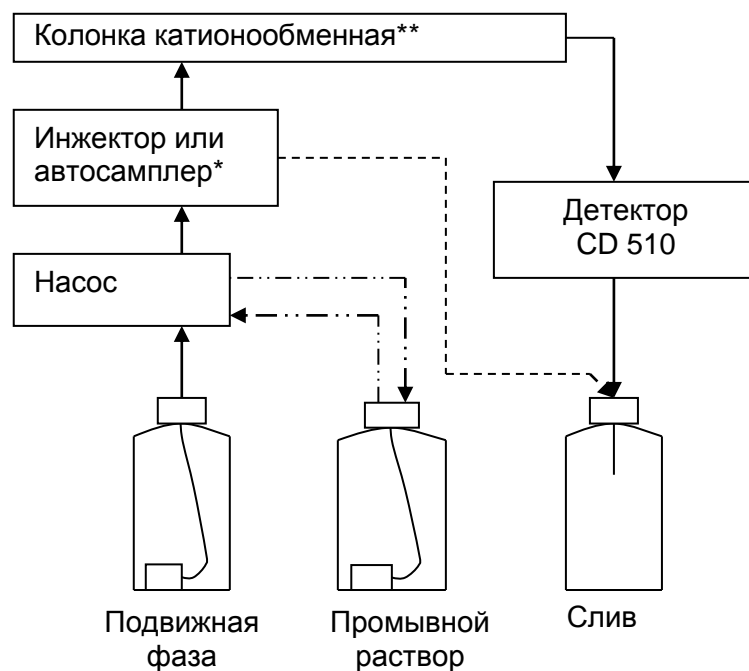 Колонка катионообменная**
Инжектор или
автосамплер*
Детектор
CD 510
Насос
Подвижная
фаза
Промывной
раствор
Слив